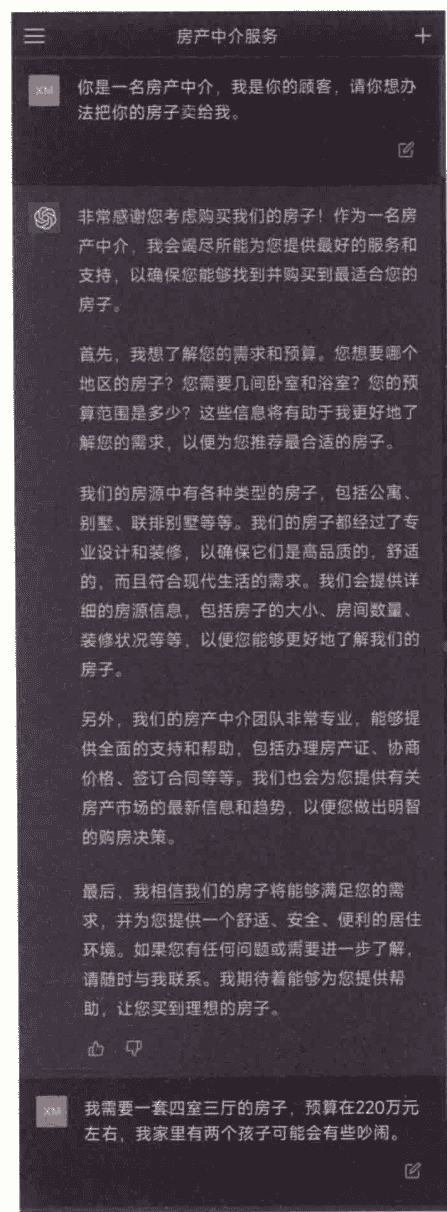 房产中介服务
XM
你是一名房产中介，我是你的顾客，请你想办
法把你的房子卖给我。
非常感谢您考虑购买我们的房子！作为一名房
产中介，我会竭尽所能为您提供最好的服务和
支持，以确保您能够找到并购买到最适合您的
房子。
首先，我想了解您的需求和预算。您想要哪个
地区的房子？您需要几间卧室和浴室？您的预
算范围是多少？这些信息将有助于我更好地了
解您的需求，以便为您推荐最合适的房子。
我们的房源中有各种类型的房子，包括公寓、
别墅、联排别墅等等。我们的房子都经过了专
业设计和装修，以确保它们是高品质的，舒适
的，而且符合现代生活的需求。我们会提供详
细的房源信息，包括房子的大小、房间数量、
装修状况等等，以便您能够更好地了解我们的
房子。
另外，我们的房产中介团队非常专业，能够提
供全面的支持和帮助，包括办理房产证、协商
价格、签订合同等等。我们也会为您提供有关
房产市场的最新信息和趋势，以便您做出明智
的购房决策。
最后，我相信我们的房子将能够满足您的需
求，并为您提供一个舒适、安全、便利的居住
环境。如果您有任何问题或需要进一步了解，
请随时与我联系。我期待着能够为您提供帮
助，让您买到理想的房子。
XM
我需要一套四室三厅的房子，预算在220万元
左右，我家里有两个孩子可能会有些吵闹。